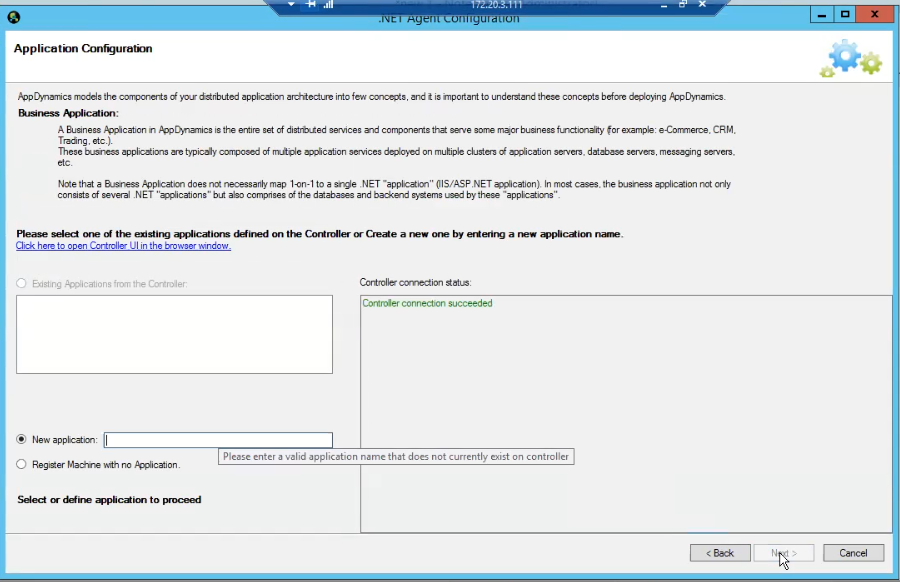 172.20.3.111
.NET Agent Configuration
Application Configuration
AppDynamics models the components of your distributed application architecture into few concepts, and it is important to understand these concepts before deploying AppDynamics.
Business Application:
A Business Application in AppDynamics is the entire set of distributed services and components that serve some major business functionality (for example: e-Commerce, CRM,
Trading, etc.).
These business applications are typically composed of multiple application services deployed on multiple clusters of application servers, database servers, messaging servers,
etc.
Note that a Business Application does not necessarily map 1-on-1 to a single .NET "application" (IIS/ASP.NET application). In most cases, the business application not only
consists of several .NET "applications" but also comprises of the databases and backend systems used by these "applications".
Please select one of the existing applications defined on the Controller or Create a new one by entering a new application name.
Click here to open Controller UI in the browser window.
Existing Applications from the Controller:
Controller connection status:
Controller connection succeeded
New application:
Please enter a valid application name that does not currently exist on controller
Register Machine with no Application.
Select or define application to proceed
< Back
Next >
Cancel